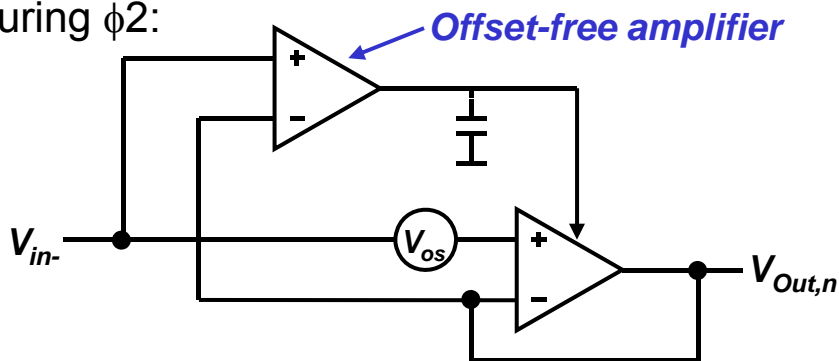 uring ϕ2:
Offset-free amplifier
+
−
V_in-
V_os
+
−
V_Out,n